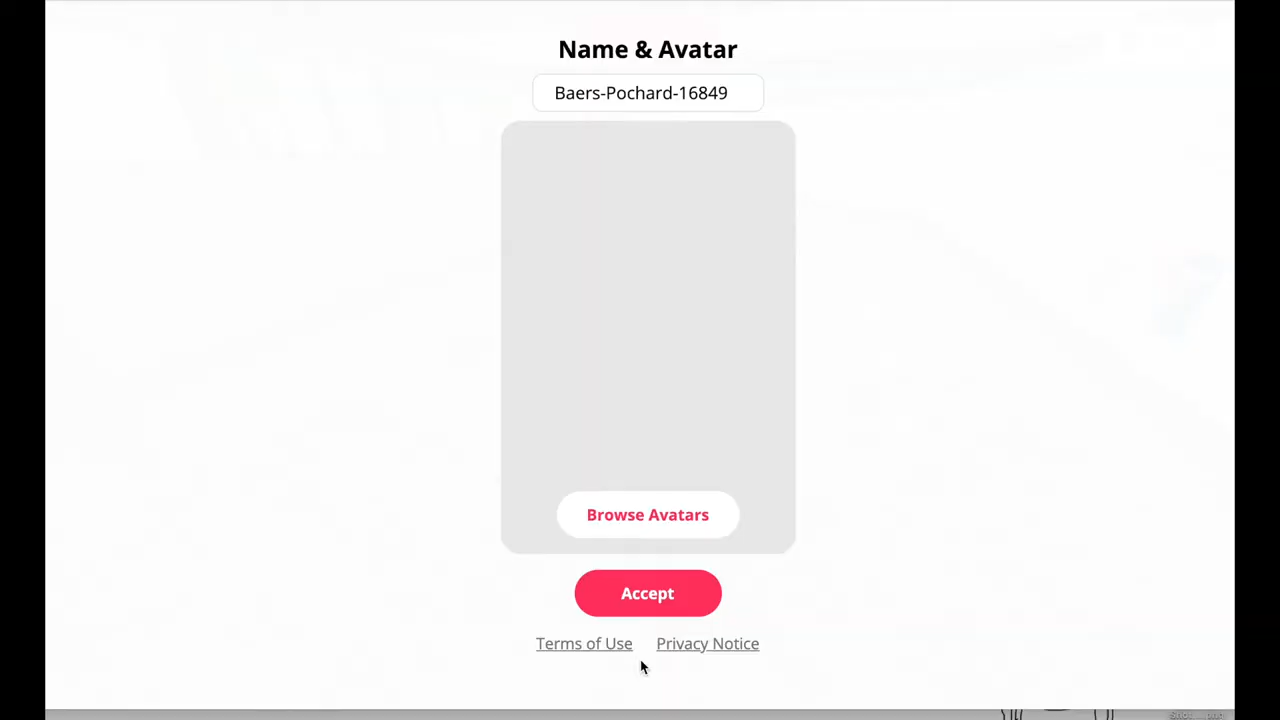 Name & Avatar
Baers-Pochard-16849
Browse Avatars
Accept
Terms of Use Privacy Notice